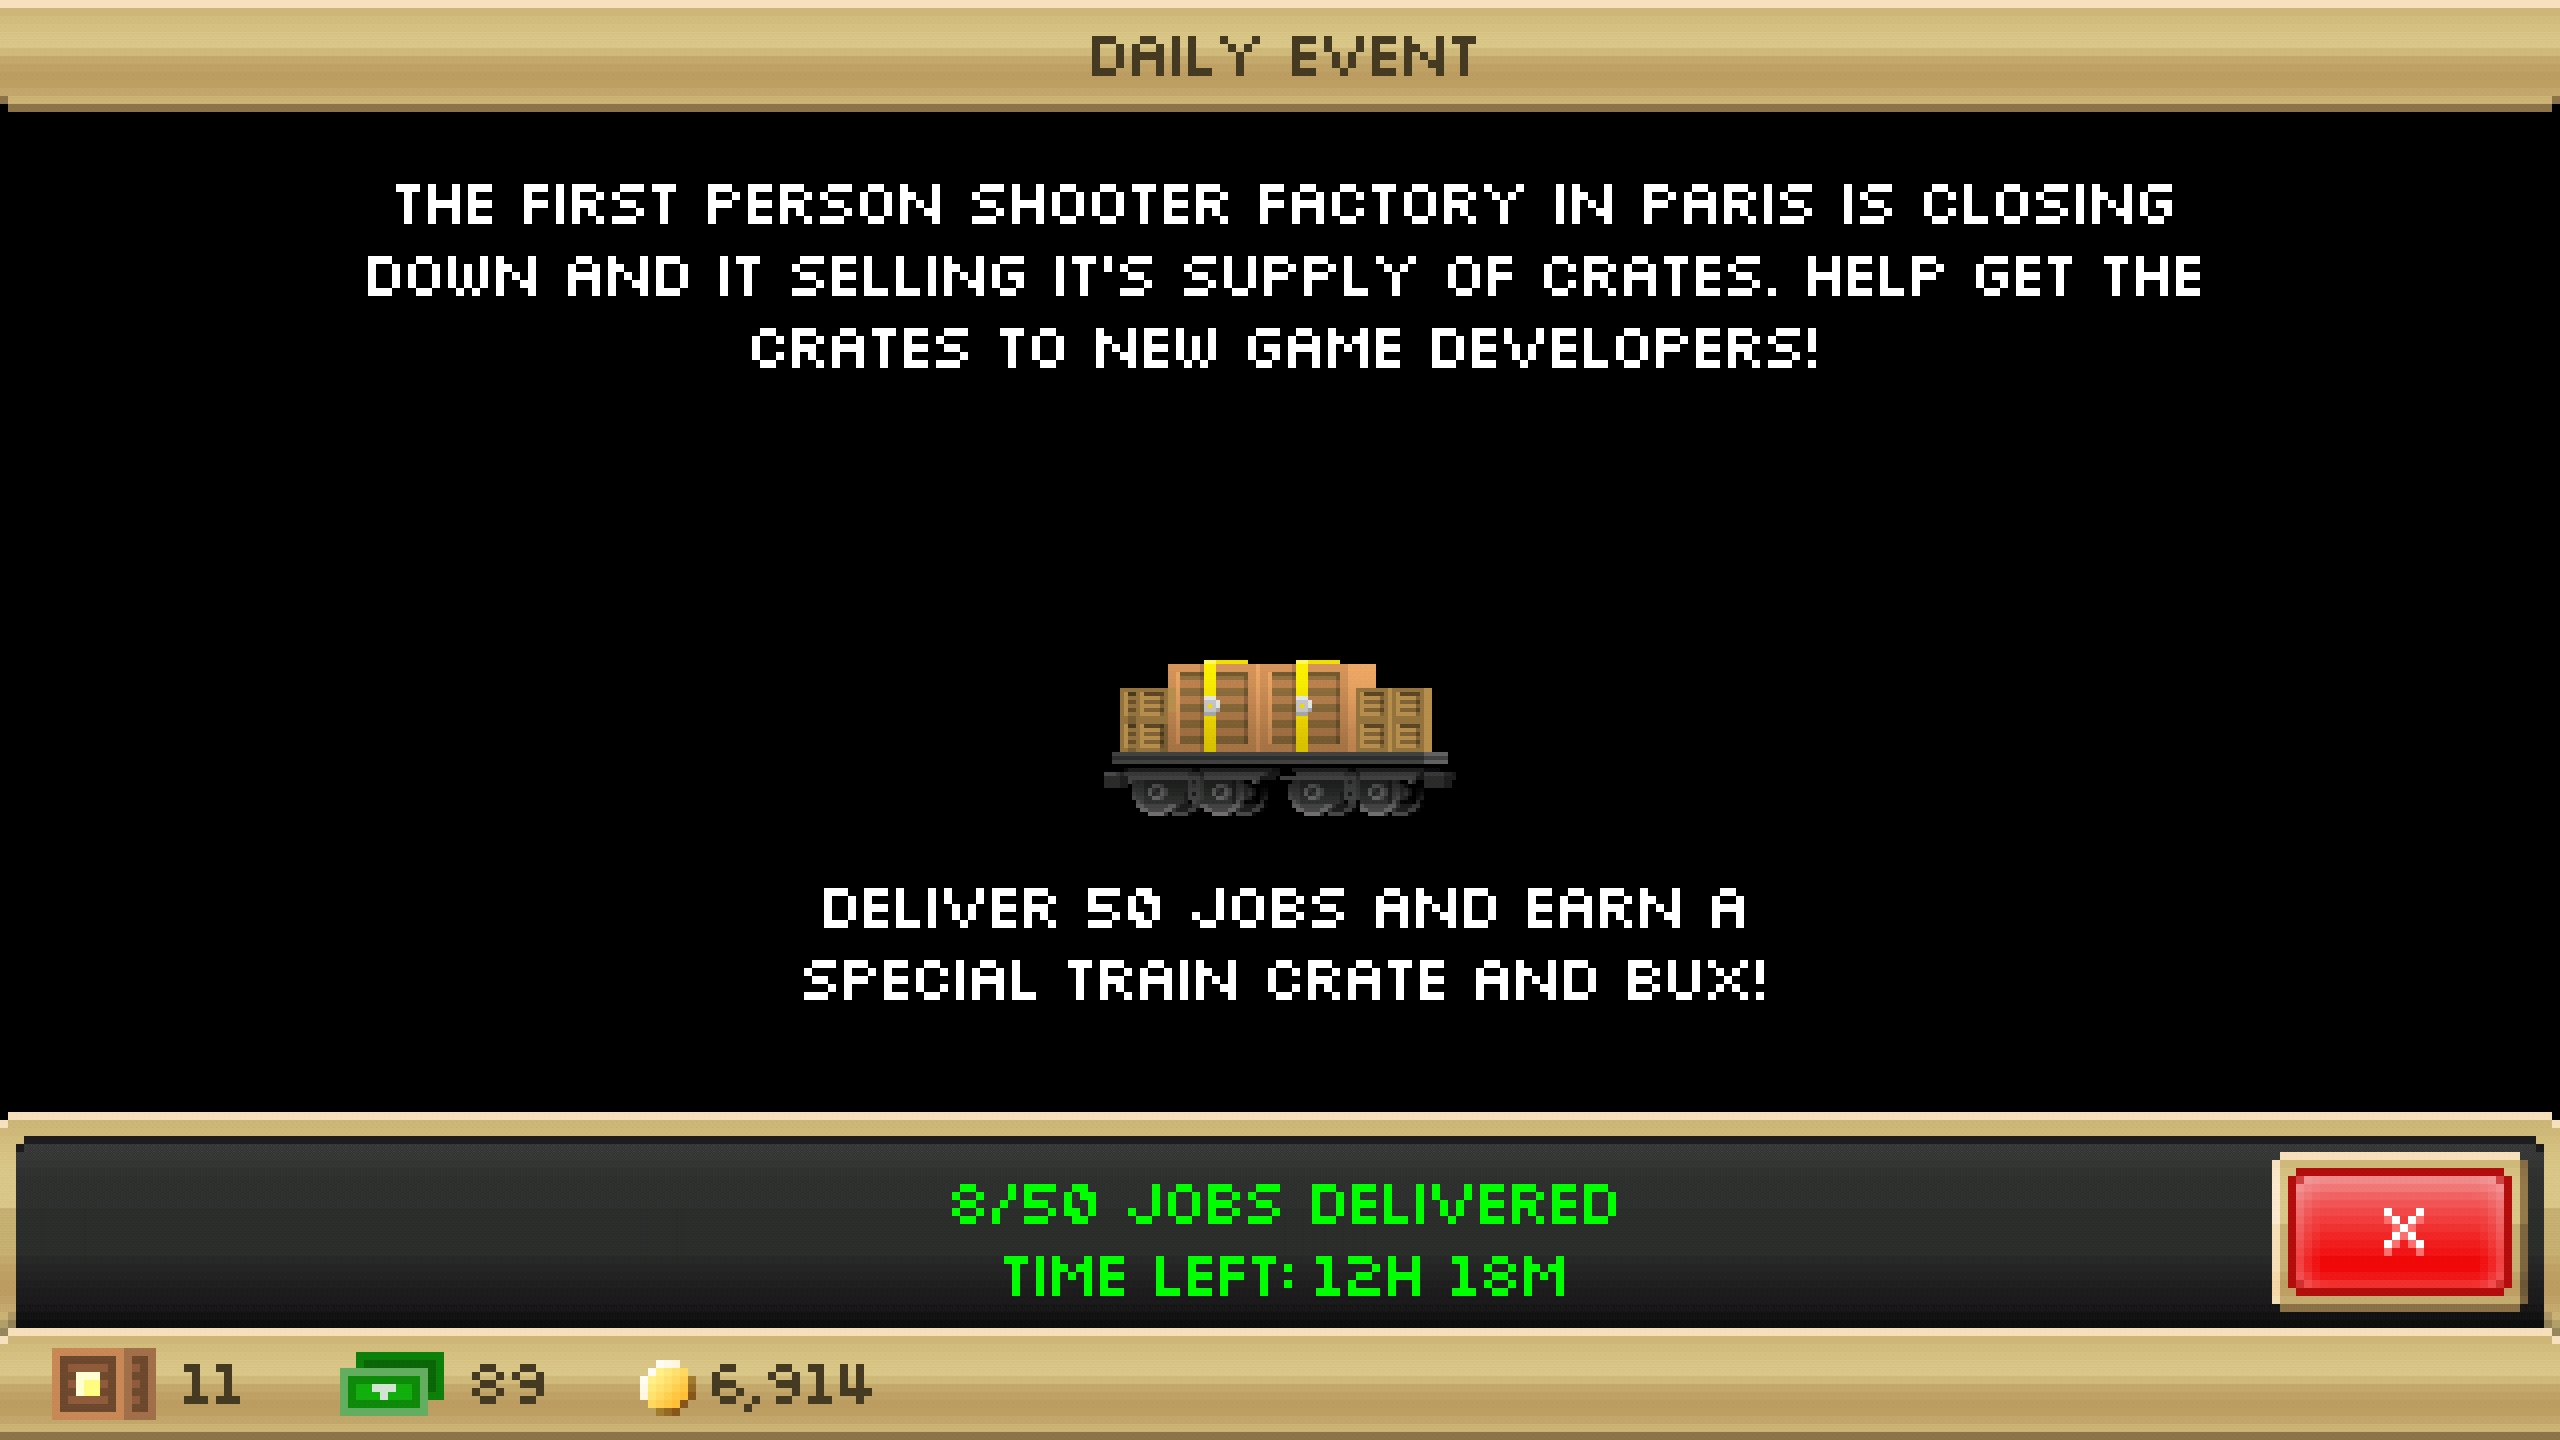 DAILY EVENT
THE FIRST PERSON SHOOTER FACTORY IN PARIS IS CLOSING
DOWN AND IT SELLING IT'S SUPPLY OF CRATES. HELP GET THE
CRATES TO NEW GAME DEVELOPERS!
DELIVER 50 JOBS AND EARN A
SPECIAL TRAIN CRATE AND BUX!
8/50 JOBS DELIVERED
TIME LEFT: 12H 18M
X
11 89 6,914